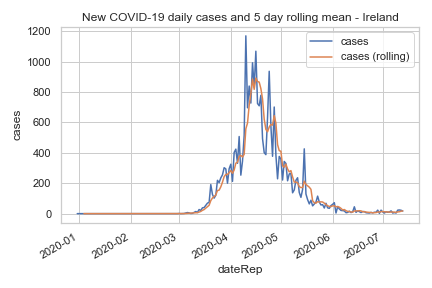 New COVID-19 daily cases and 5 day rolling mean - Ireland
1200
1000
800
600
400
200
0
cases
cases
cases (rolling)
2020-01
2020-02
2020-03
2020-04
2020-05
2020-06
2020-07
dateRep